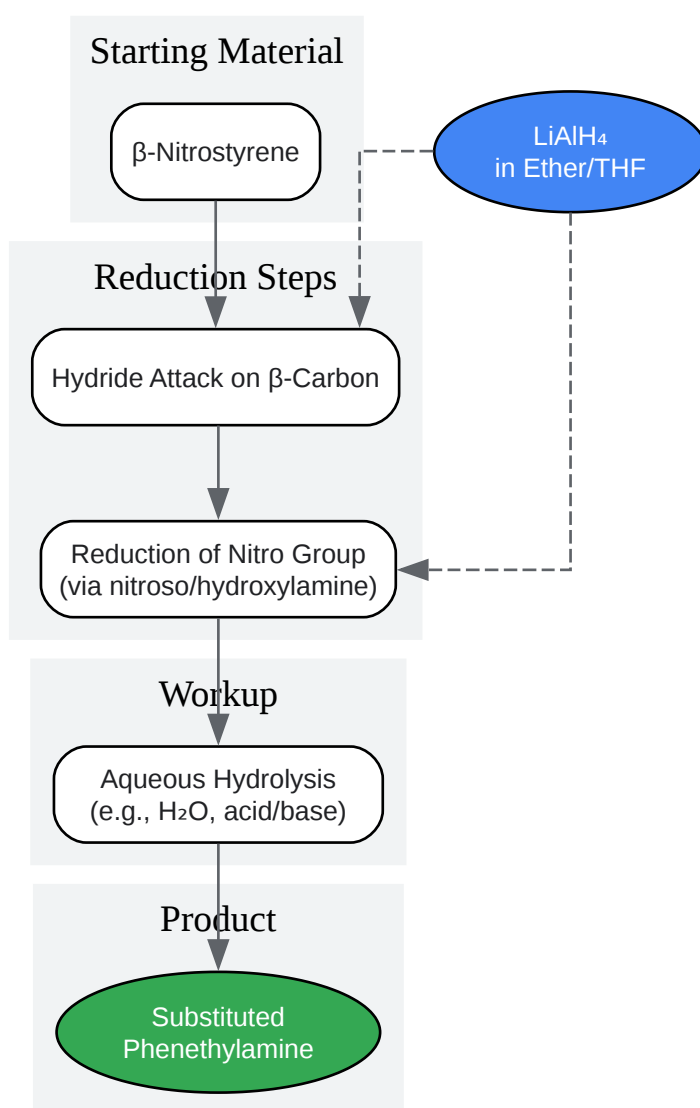 Starting Material
β-Nitrostyrene
LiAlH₄
in Ether/THF
Reduction Steps
Hydride Attack on β-Carbon
Reduction of Nitro Group
(via nitroso/hydroxylamine)
Workup
Aqueous Hydrolysis
(e.g., H₂O, acid/base)
Product
Substituted
Phenethylamine